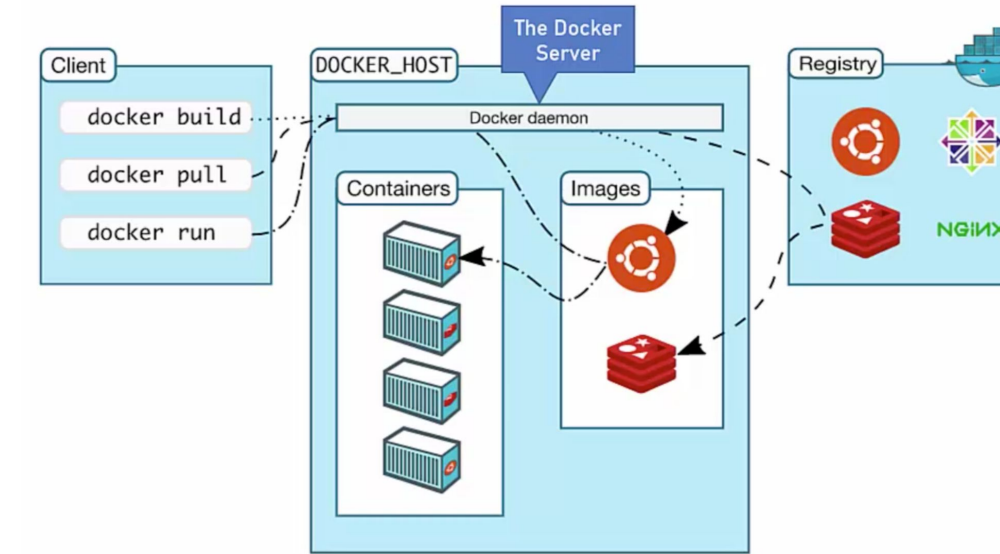 The Docker
Server
Client
DOCKER_HOST
Registry
docker build
Docker daemon
docker pull
Containers
Images
docker run
NGiNX